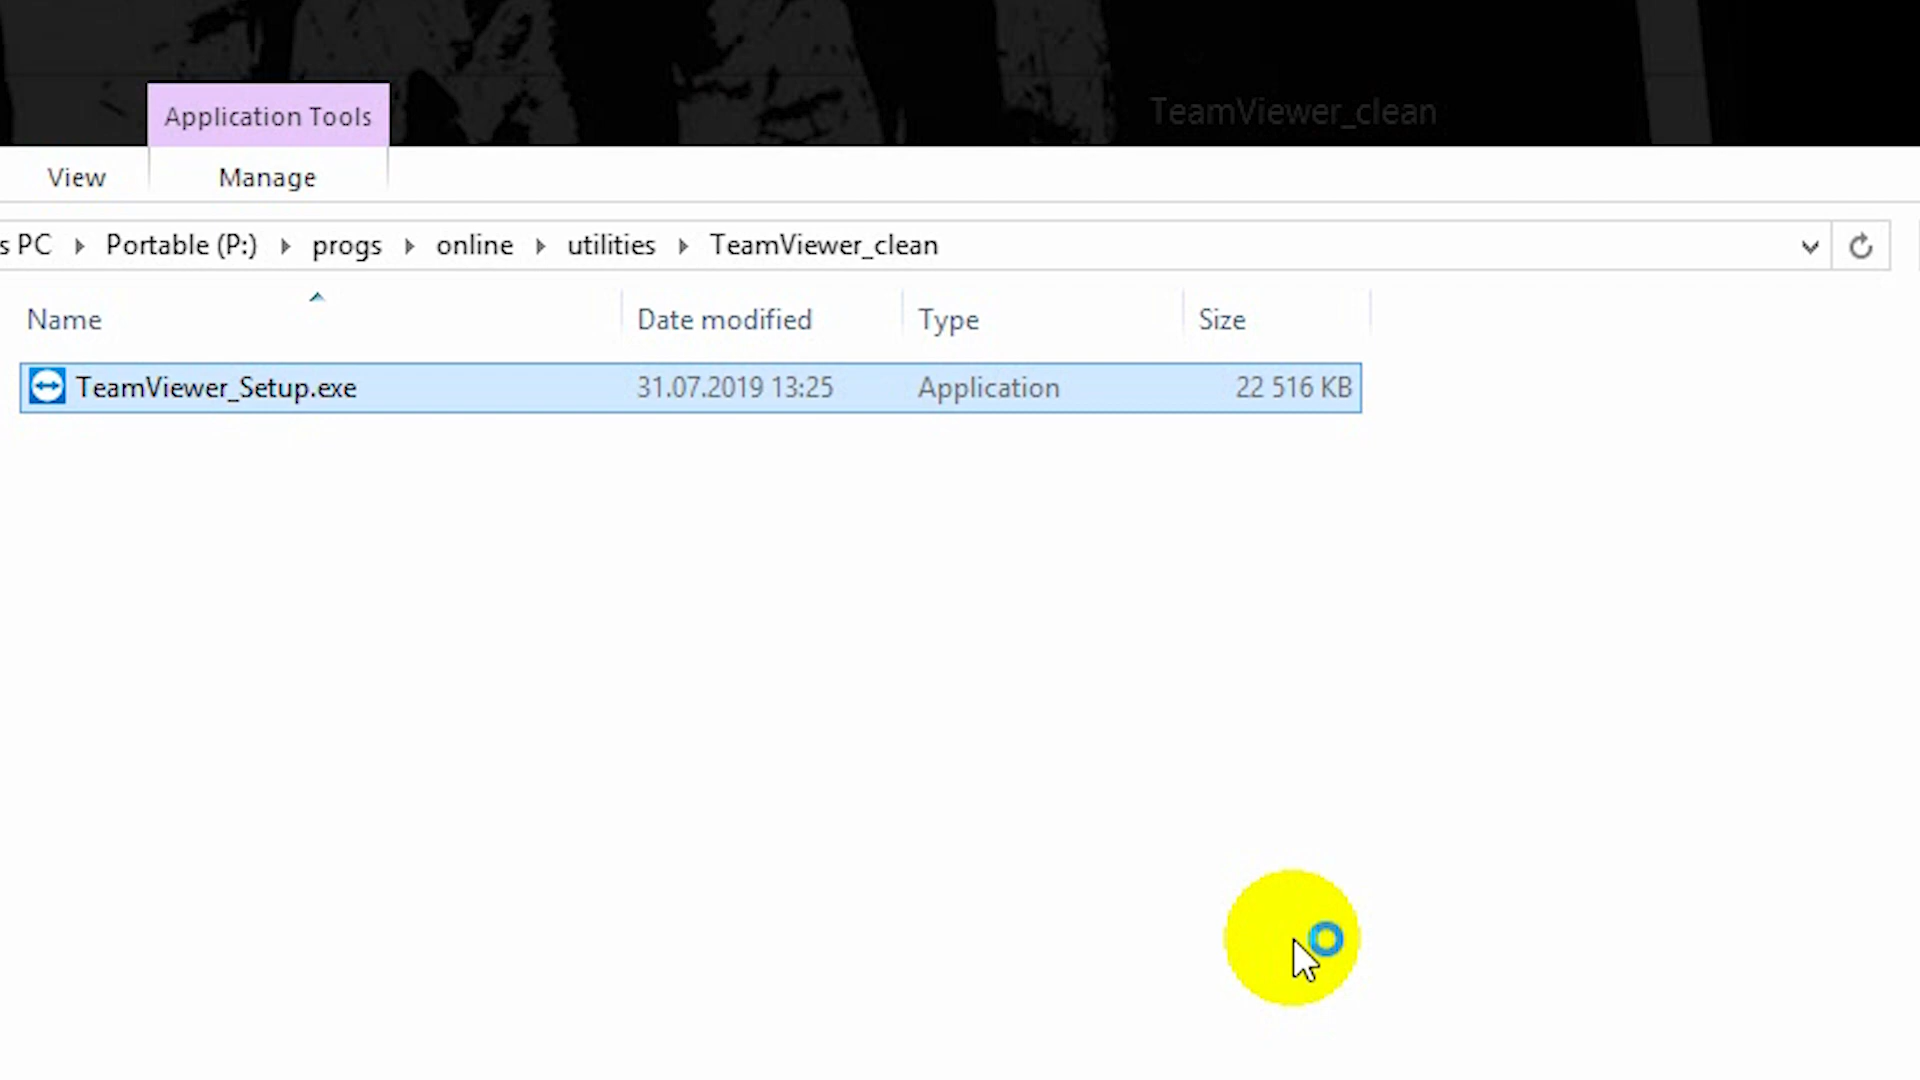 Application Tools
TeamViewer_clean
View
Manage
s PC
Portable (P:)
progs
online
utilities
TeamViewer_clean
Name
Date modified
Type
Size
TeamViewer_Setup.exe
31.07.2019 13:25
Application
22 516 KB